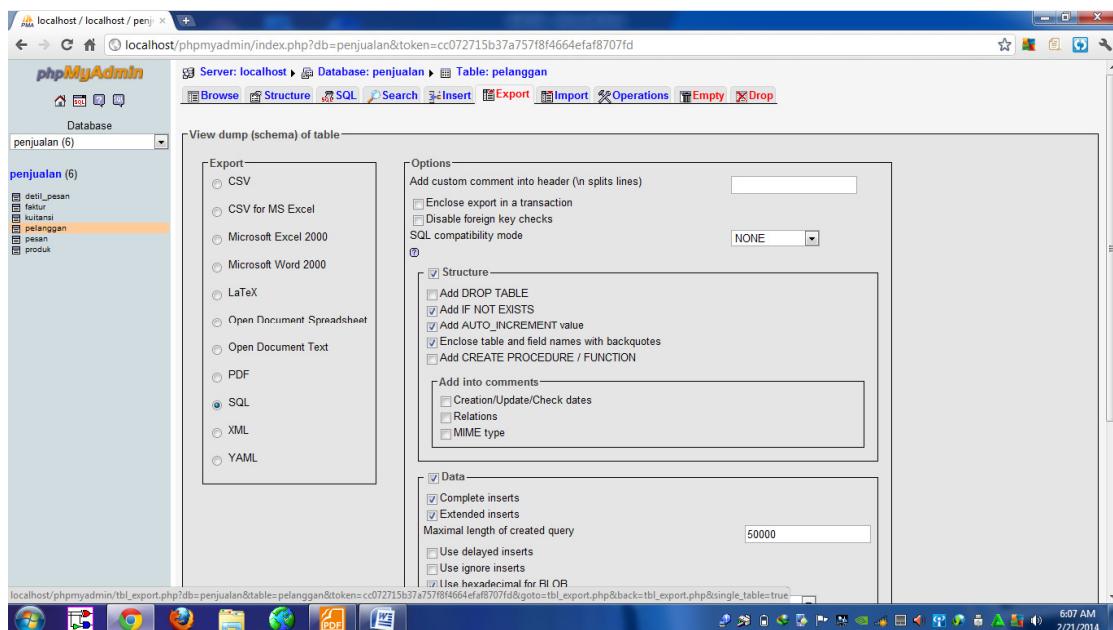 localhost / localhost / penj
localhost/phpmyadmin/index.php?db=penjualan&token=cc072715b37a757f8f4664efaf8707fd
phpMyAdmin
Database
penjualan (6)
penjualan (6)
detil_pesan
faktur
kuitansi
pelanggan
pesan
produk
Server: localhost ▸ Database: penjualan ▸ Table: pelanggan
Browse Structure SQL Search Insert Export Import Operations Empty Drop
View dump (schema) of table
Export
CSV
CSV for MS Excel
Microsoft Excel 2000
Microsoft Word 2000
LaTeX
Open Document Spreadsheet
Open Document Text
PDF
SQL
XML
YAML
Options
Add custom comment into header (\n splits lines)
Enclose export in a transaction
Disable foreign key checks
SQL compatibility mode NONE
Structure
Add DROP TABLE
Add IF NOT EXISTS
Add AUTO_INCREMENT value
Enclose table and field names with backquotes
Add CREATE PROCEDURE / FUNCTION
Add into comments
Creation/Update/Check dates
Relations
MIME type
Data
Complete inserts
Extended inserts
Maximal length of created query 50000
Use delayed inserts
Use ignore inserts
Use hexadecimal for BLOB
localhost/phpmyadmin/tbl_export.php?db=penjualan&table=pelanggan&token=cc072715b37a757f8f4664efaf8707fd&goto=tbl_export.php&back=tbl_export.php&single_table=true
PDF
6:07 AM
2/21/2014